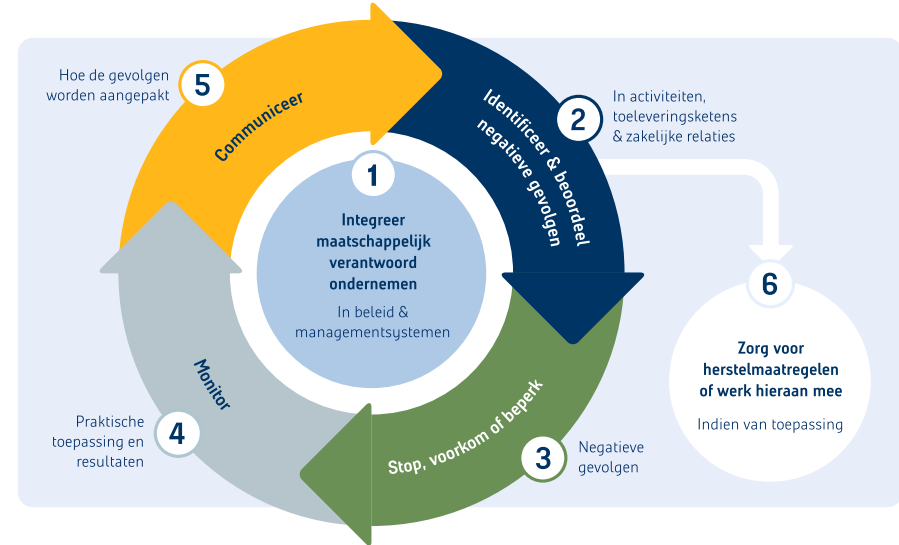 1
Integreer
maatschappelijk
verantwoord
ondernemen
In beleid &
managementsystemen
2
Identificeer & beoordeel
negatieve gevolgen
In activiteiten,
toeleveringsketens
& zakelijke relaties
3
Stop, voorkom of beperk
Negatieve
gevolgen
4
Monitor
Praktische
toepassing en
resultaten
5
Communiceer
Hoe de gevolgen
worden aangepakt
6
Zorg voor
herstelmaatregelen
of werk hieraan mee
Indien van toepassing